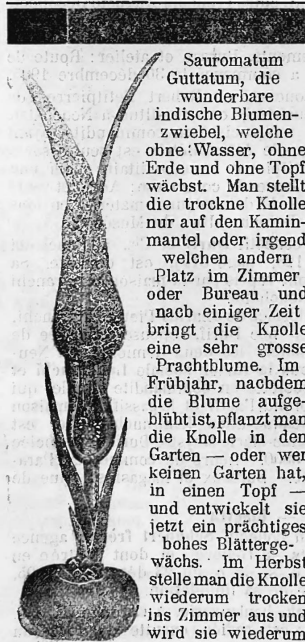 Sauromatum
Guttatum, die
wunderbare
indische Blumen-
zwiebel, welche
ohne Wasser, ohne
Erde und ohne Topf
wächst. Man stellt
die trockne Knolle
nur auf den Kamin-
mantel oder irgend
welchen andern
Platz im Zimmer
oder Bureau und
nach einiger Zeit
bringt die Knolle
eine sehr grosse
Prachtblume. Im
Frühjahr, nachdem
die Blume aufge-
blüht ist, pflanzt man
die Knolle in den
Garten — oder wer
keinen Garten hat,
in einen Topf —
und entwickelt sie
jetzt ein prächtiges
hohes Blätterge-
wächs. Im Herbst
stelle man die Knolle
wiederum trocken
ins Zimmer aus und
wird sie wiederum